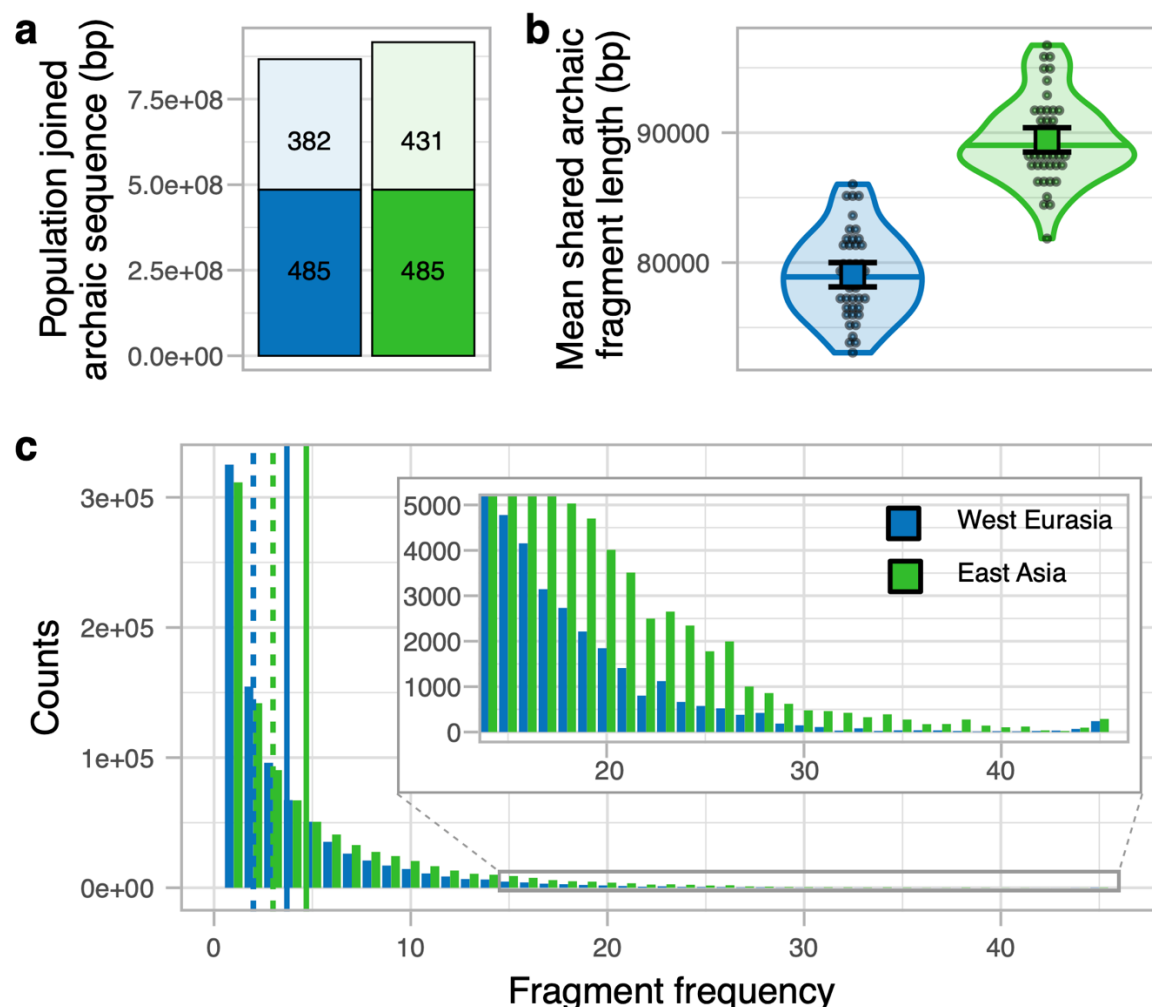 a
Population joined
archaic sequence (bp)
7.5e+08
5.0e+08
2.5e+08
0.0e+00
382
431
485
485
b
Mean shared archaic
fragment length (bp)
90000
80000
c
Counts
3e+05
2e+05
1e+05
0e+00
5000
4000
3000
2000
1000
0
20
30
40
West Eurasia
East Asia
0
10
20
30
40
Fragment frequency